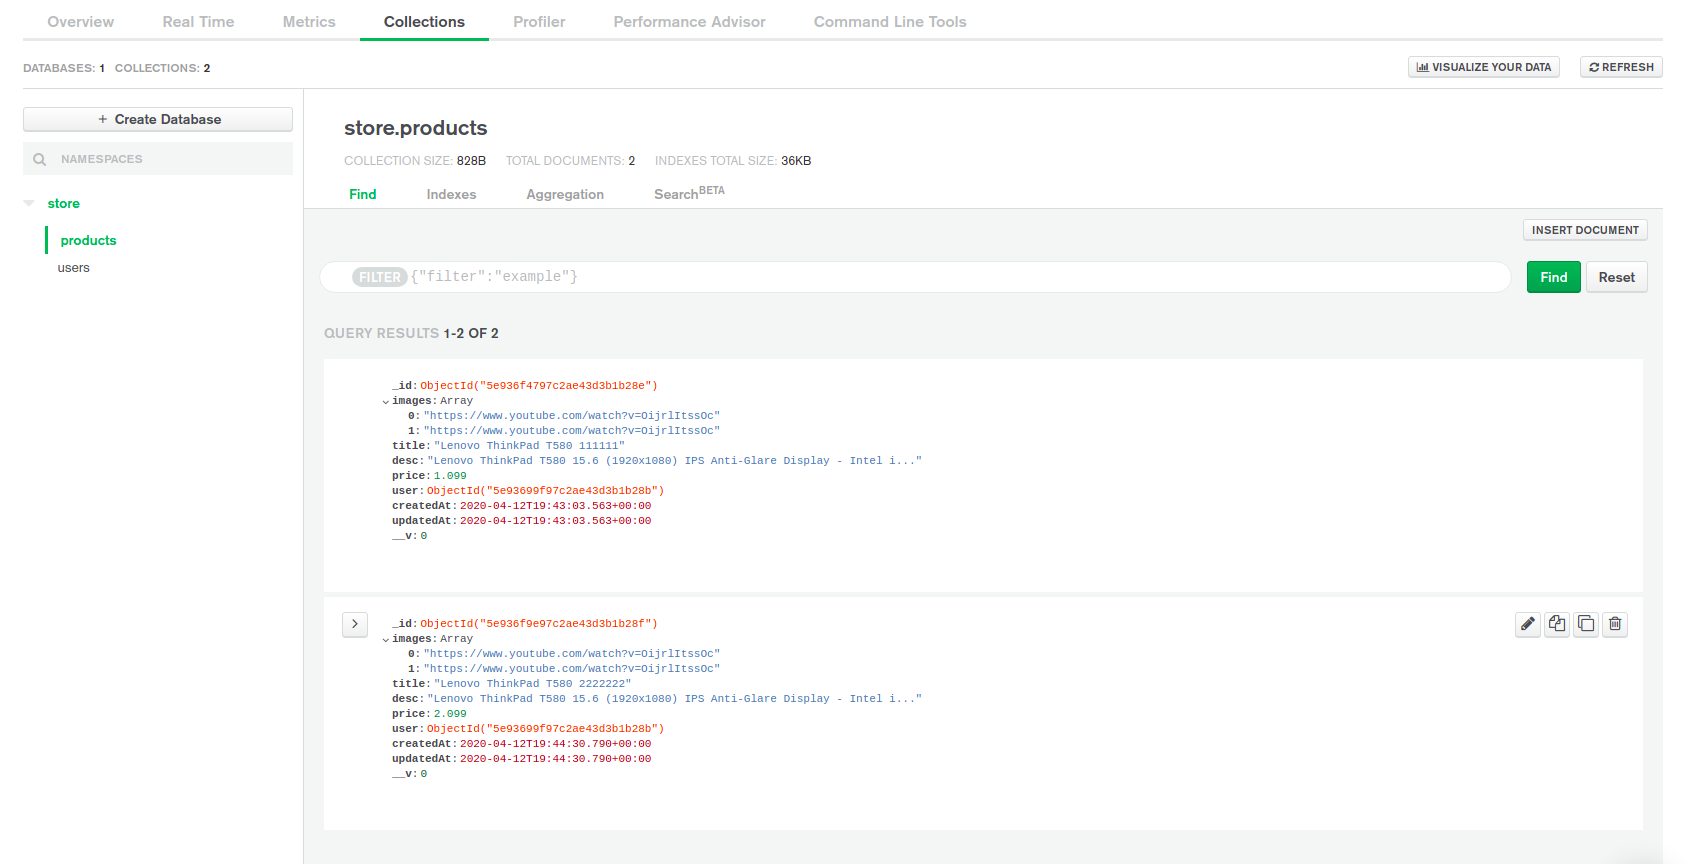 Overview Real Time Metrics Collections Profiler Performance Advisor Command Line Tools
DATABASES: 1 COLLECTIONS: 2 VISUALIZE YOUR DATA REFRESH
+ Create Database
NAMESPACES
store
products
users
store.products
COLLECTION SIZE: 828B TOTAL DOCUMENTS: 2 INDEXES TOTAL SIZE: 36KB
Find Indexes Aggregation Search BETA
INSERT DOCUMENT
FILTER {"filter":"example"} Find Reset
QUERY RESULTS 1-2 OF 2
_id: ObjectId("5e936f4797c2ae43d3b1b28e")
images: Array
0: "https://www.youtube.com/watch?v=OijrlItssOc"
1: "https://www.youtube.com/watch?v=OijrlItssOc"
title: "Lenovo ThinkPad T580 111111"
desc: "Lenovo ThinkPad T580 15.6 (1920x1080) IPS Anti-Glare Display - Intel i..."
price: 1.099
user: ObjectId("5e93699f97c2ae43d3b1b28b")
createdAt: 2020-04-12T19:43:03.563+00:00
updatedAt: 2020-04-12T19:43:03.563+00:00
__v: 0
_id: ObjectId("5e936f9e97c2ae43d3b1b28f")
images: Array
0: "https://www.youtube.com/watch?v=OijrlItssOc"
1: "https://www.youtube.com/watch?v=OijrlItssOc"
title: "Lenovo ThinkPad T580 2222222"
desc: "Lenovo ThinkPad T580 15.6 (1920x1080) IPS Anti-Glare Display - Intel i..."
price: 2.099
user: ObjectId("5e93699f97c2ae43d3b1b28b")
createdAt: 2020-04-12T19:44:30.790+00:00
updatedAt: 2020-04-12T19:44:30.790+00:00
__v: 0